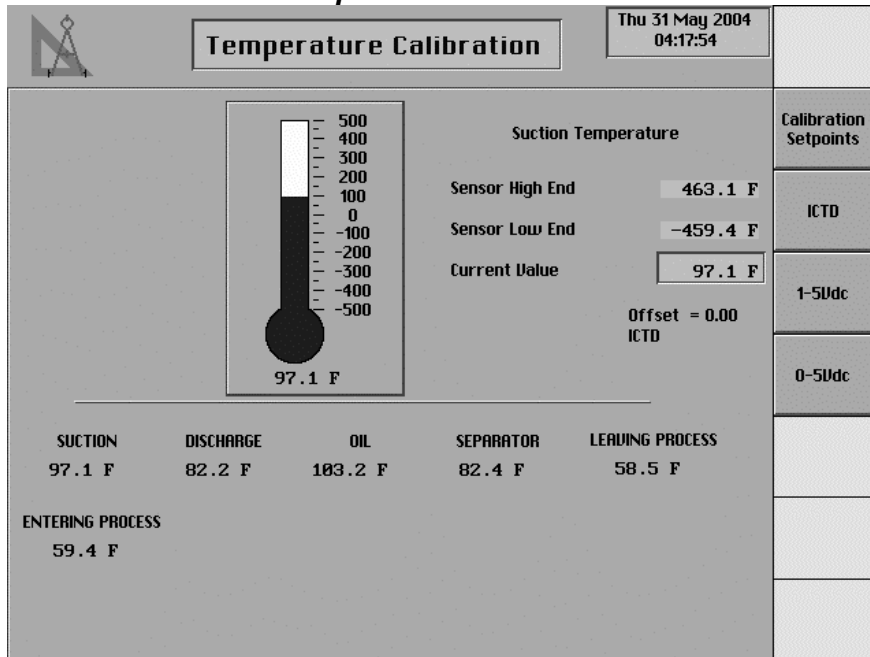 Temperature Calibration
Thu 31 May 2004
04:17:54
500
400
300
200
100
0
-100
-200
-300
-400
-500
97.1 F
Suction Temperature
Sensor High End 463.1 F
Sensor Low End -459.4 F
Current Value 97.1 F
Offset = 0.00
ICTD
SUCTION DISCHARGE OIL SEPARATOR LEAVING PROCESS
97.1 F 82.2 F 103.2 F 82.4 F 58.5 F
ENTERING PROCESS
59.4 F
Calibration
Setpoints
ICTD
1-5Vdc
0-5Vdc